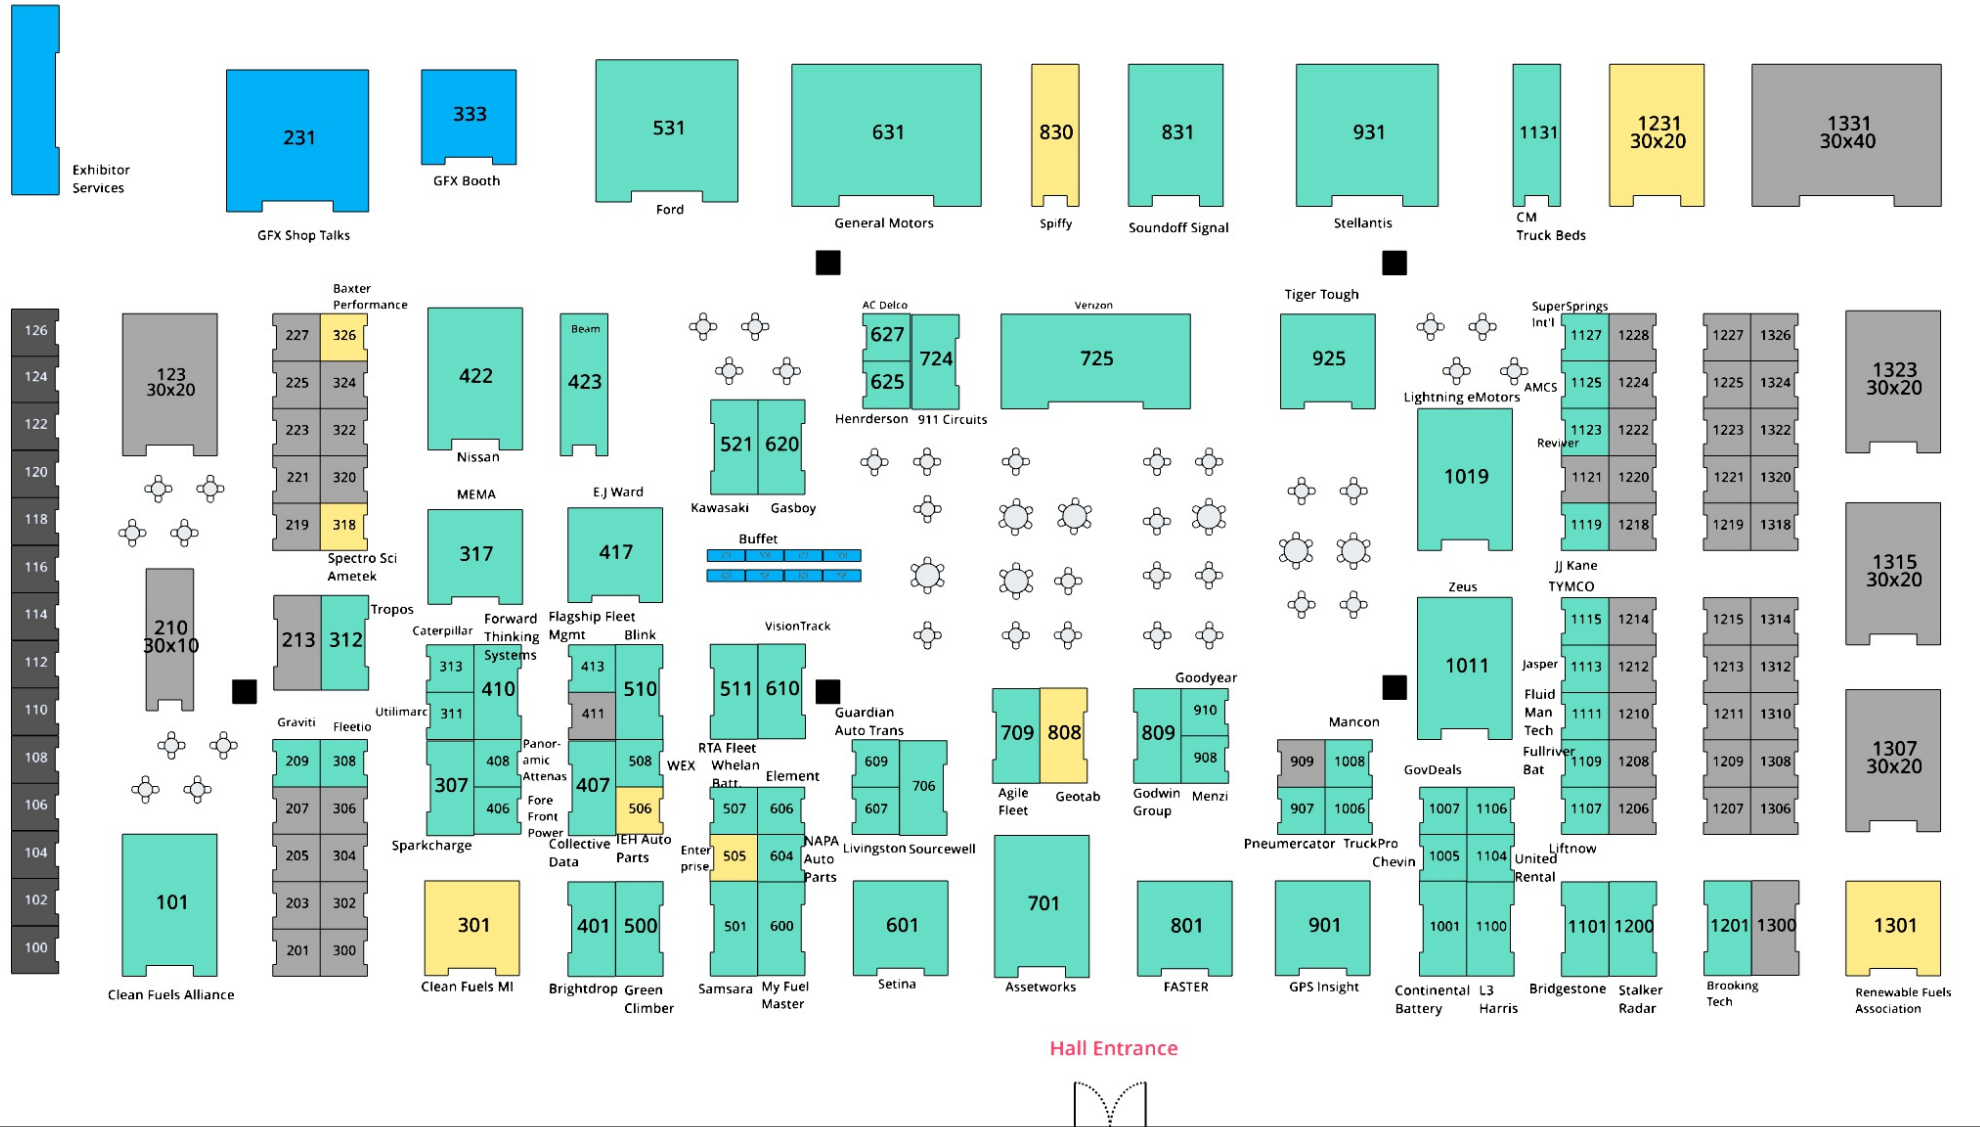 Exhibitor
Services
231
GFX Shop Talks
333
GFX Booth
531
Ford
631
General Motors
830
Spiffy
831
Soundoff Signal
931
Stellantis
1131
CM
Truck Beds
1231
30x20
1331
30x40
126
124
122
120
118
116
114
112
110
108
106
104
102
100
123
30x20
210
30x10
101
Clean Fuels Alliance
Baxter
Performance
227
326
225
324
223
322
221
320
219
318
Spectro Sci
Ametek
213
312
Tropos
Graviti
Fleetio
209
308
207
306
205
304
203
302
201
300
422
Nissan
Beam
423
MEMA
317
E.J Ward
417
Caterpillar
Forward
Thinking
Systems
313
410
Utilimarc
311
307
408
Panor-
amic
Attenas
406
Fore
Front
Power
Sparkcharge
301
Clean Fuels MI
Flagship Fleet
Mgmt
Blink
413
510
411
407
508
WEX
506
IEH Auto
Parts
Collective
Data
401
500
Brightdrop
Green
Climber
521
620
Kawasaki
Gasboy
Buffet
VisionTrack
511
610
RTA Fleet
Whelan
Batt.
Element
507
606
Enter
prise
505
604
NAPA
Auto
Parts
501
600
Samsara
My Fuel
Master
AC Delco
627
724
625
Henrderson
911 Circuits
Guardian
Auto Trans
609
706
607
Livingston
Sourcewell
601
Setina
Verizon
725
709
808
Agile
Fleet
Geotab
701
Assetworks
Goodyear
809
910
908
Godwin
Group
Menzi
801
FASTER
Tiger Tough
925
Mancon
909
1008
907
1006
Pneumercator
TruckPro
901
GPS Insight
Lightning eMotors
1019
Zeus
1011
GovDeals
1007
1106
Chevin
1005
1104
United
Rental
1001
1100
Continental
Battery
L3
Harris
SuperSprings
Int'l
1127
1228
AMCS
1125
1224
Reviver
1123
1222
1121
1220
1119
1218
JJ Kane
TYMCO
1115
1214
Jasper
1113
1212
Fluid
Man
Tech
1111
1210
Fullriver
Bat
1109
1208
1107
1206
Liftnow
1101
1200
Bridgestone
Stalker
Radar
1227
1326
1225
1324
1223
1322
1221
1320
1219
1318
1215
1314
1213
1312
1211
1310
1209
1308
1207
1306
1201
1300
Brooking
Tech
1323
30x20
1315
30x20
1307
30x20
1301
Renewable Fuels
Association
Hall Entrance